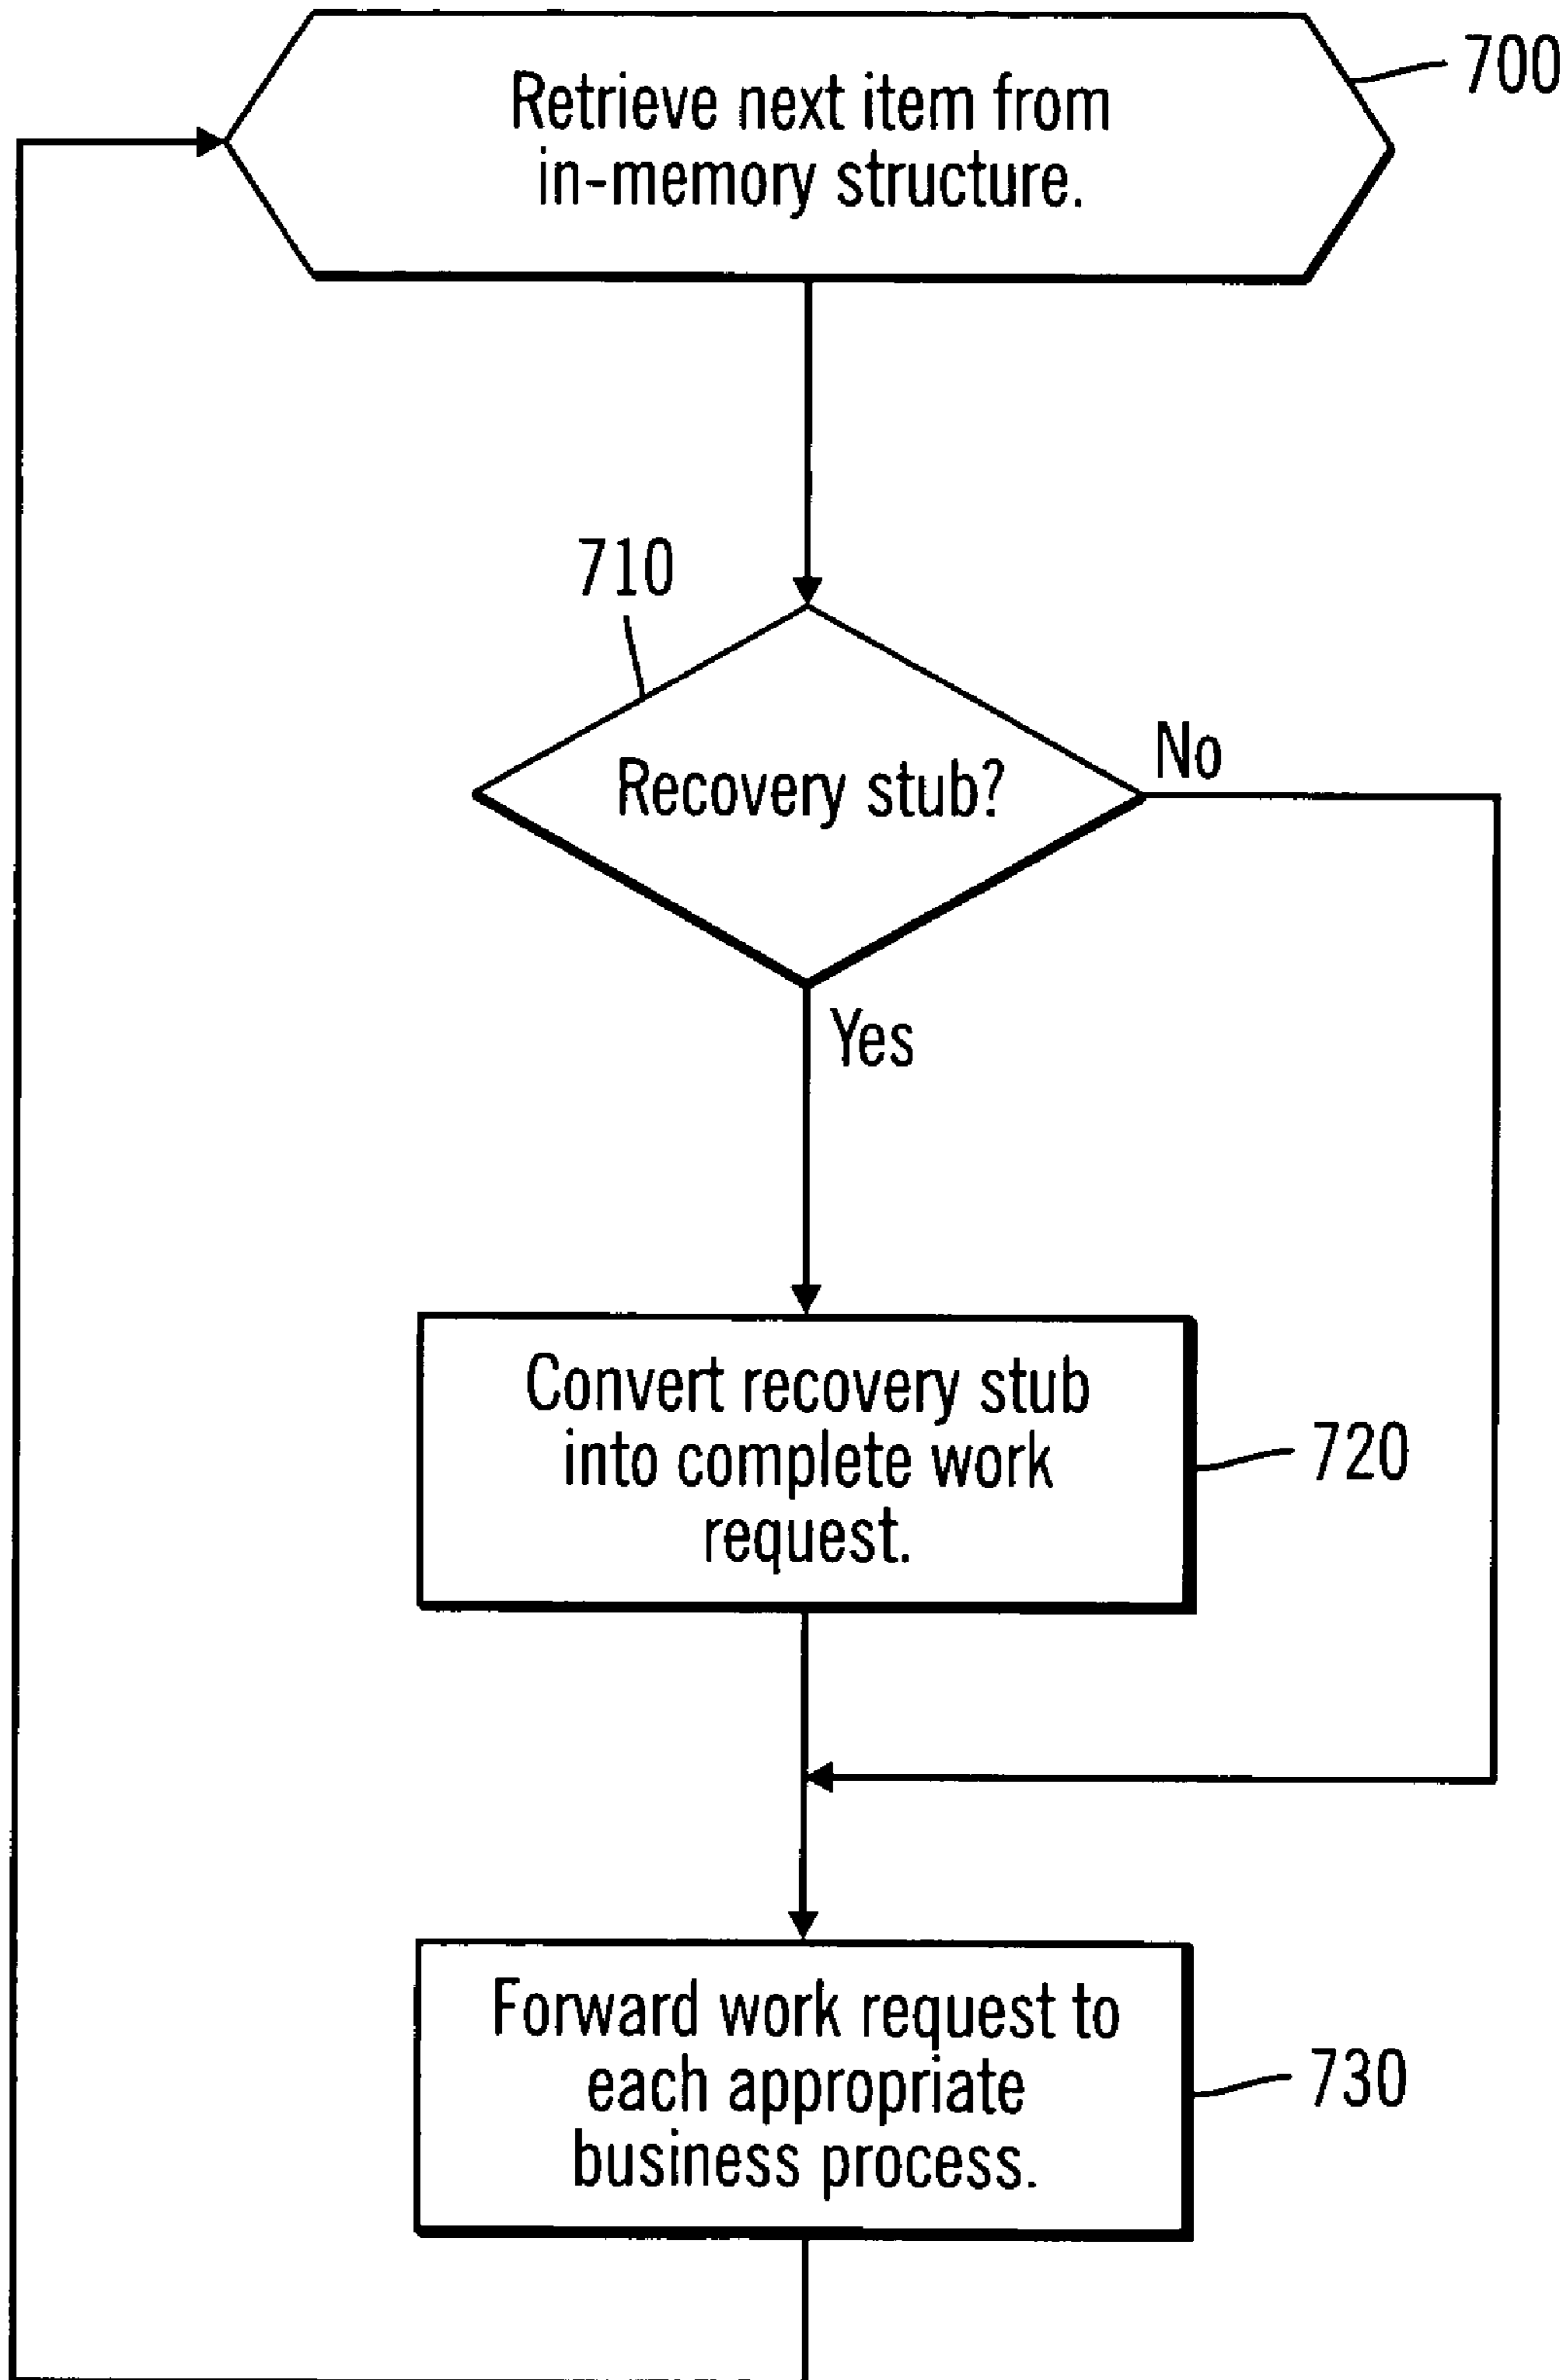 Retrieve next item from
in-memory structure.
700
710
Recovery stub?
No
Yes
Convert recovery stub
into complete work
request.
720
Forward work request to
each appropriate
business process.
730